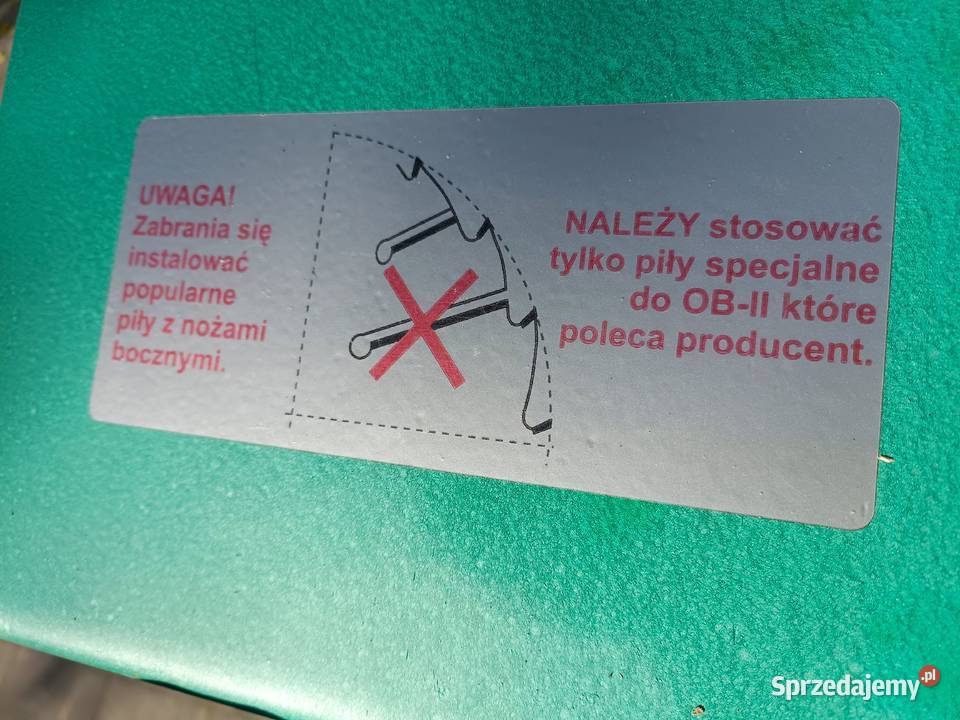 UWAGA!
Zabrania się
instalować
popularne
piły z nożami
bocznymi.
NALEŻY stosować
tylko piły specjalne
do OB-II które
poleca producent.
Sprzedajemy.pl